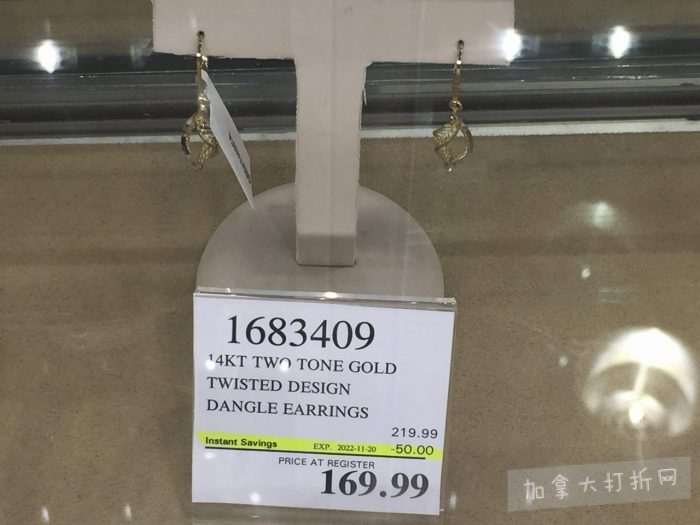 1683409
14KT TWO TONE GOLD
TWISTED DESIGN
DANGLE EARRINGS
219.99
Instant Savings EXP. 2022-11-20 -50.00
PRICE AT REGISTER
169.99
加拿大打折网